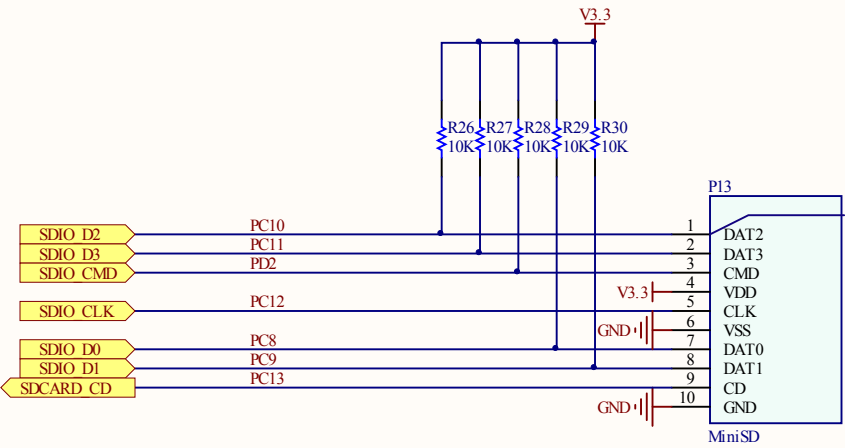 V3.3
R26 R27 R28 R29 R30
10K 10K 10K 10K 10K
P13
SDIO_D2 PC10 1 DAT2
SDIO_D3 PC11 2 DAT3
SDIO_CMD PD2 3 CMD
V3.3 4 VDD
SDIO_CLK PC12 5 CLK
GND 6 VSS
SDIO_D0 PC8 7 DAT0
SDIO_D1 PC9 8 DAT1
SDCARD_CD PC13 9 CD
GND 10 GND
MiniSD